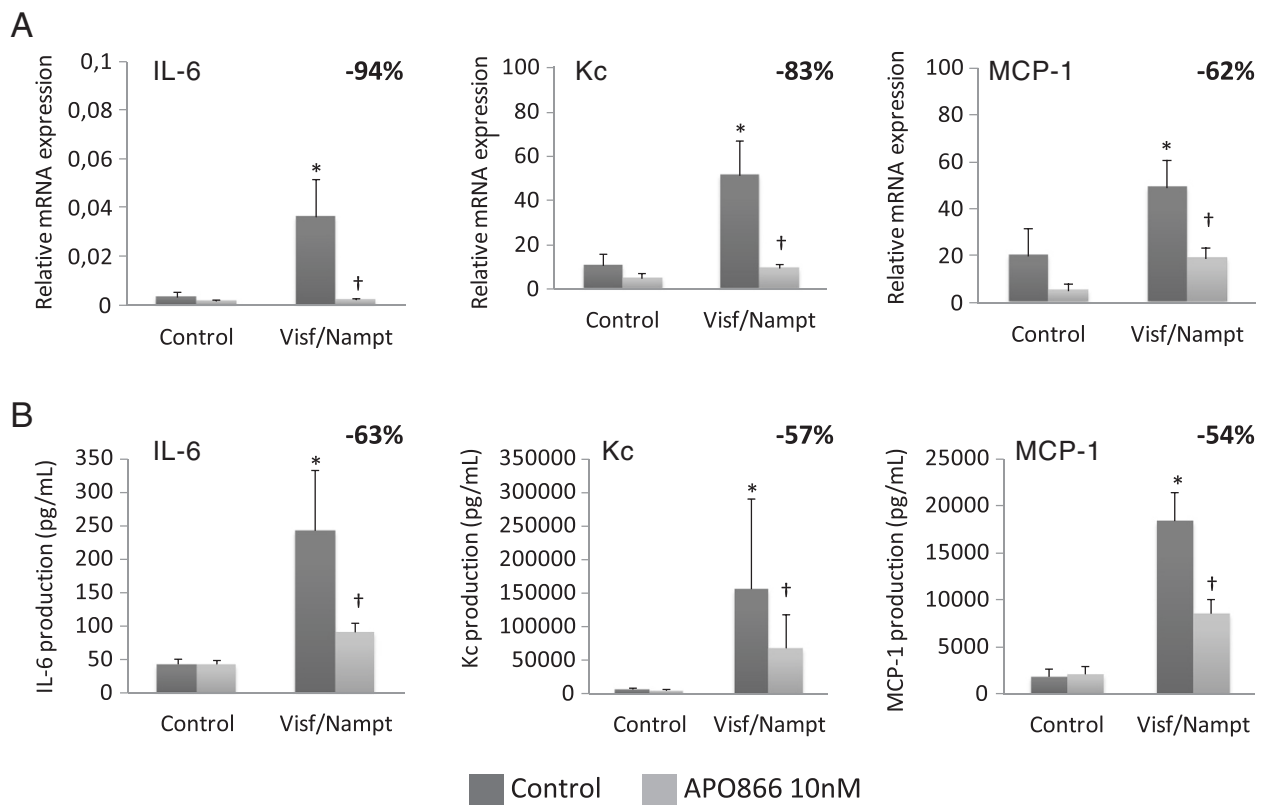 A
IL-6
-94%
Relative mRNA expression
0,1
0,08
0,06
0,04
0,02
0
*
†
Control
Visf/Nampt
Kc
-83%
Relative mRNA expression
100
80
60
40
20
0
*
†
Control
Visf/Nampt
MCP-1
-62%
Relative mRNA expression
100
80
60
40
20
0
*
†
Control
Visf/Nampt
B
IL-6
-63%
IL-6 production (pg/mL)
350
300
250
200
150
100
50
0
*
†
Control
Visf/Nampt
Kc
-57%
Kc production (pg/mL)
350000
300000
250000
200000
150000
100000
50000
0
*
†
Control
Visf/Nampt
MCP-1
-54%
MCP-1 production (pg/mL)
25000
20000
15000
10000
5000
0
*
†
Control
Visf/Nampt
Control
APO866 10nM